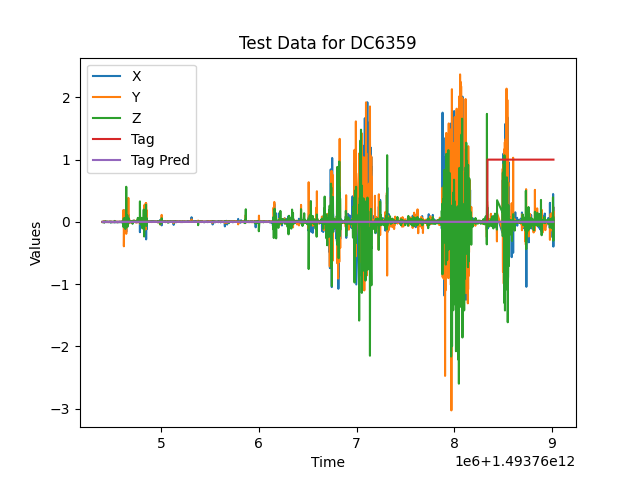 Test Data for DC6359
X
Y
Z
Tag
Tag Pred
Values
2
1
0
−1
−2
−3
5
6
7
8
9
Time
1e6+1.49376e12